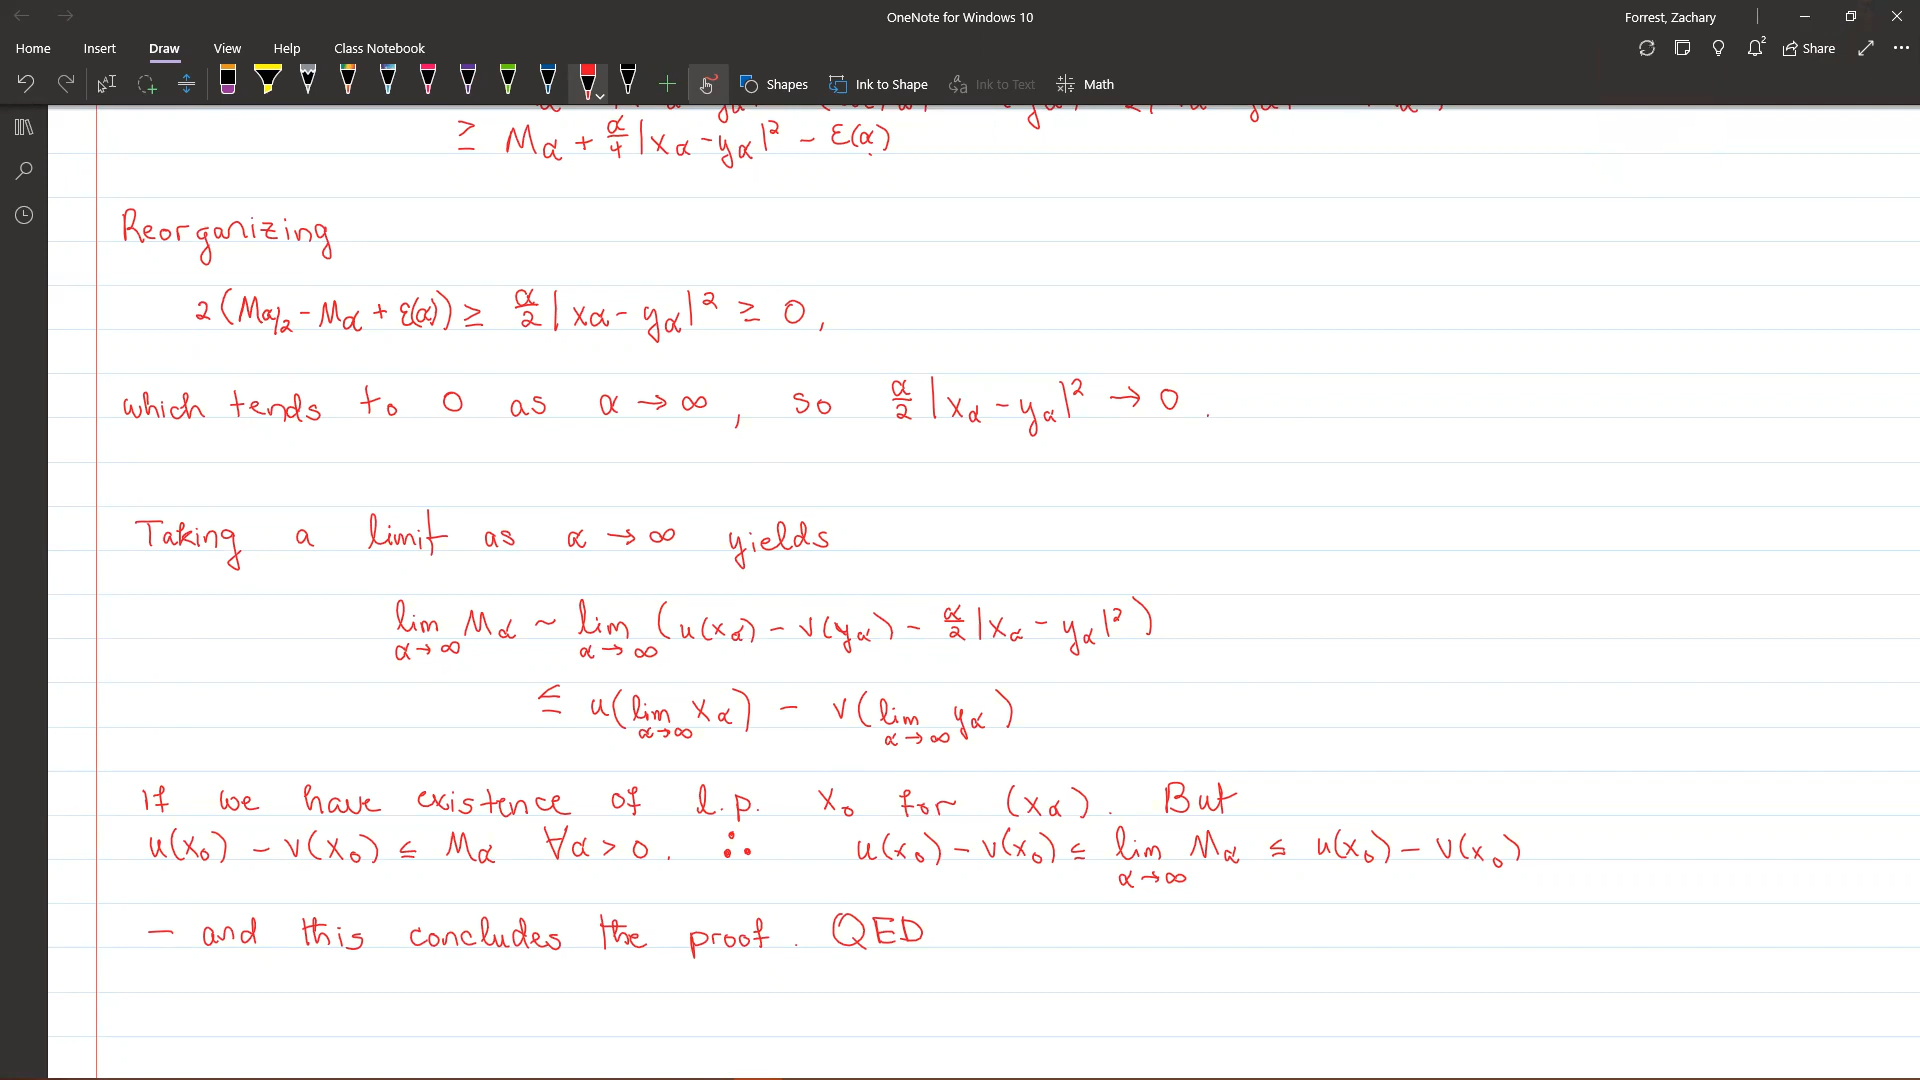 OneNote for Windows 10
Forrest, Zachary
Home Insert Draw View Help Class Notebook
Share
Shapes Ink to Shape Ink to Text Math
≥ Mα + α/4 |xα - yα|² - ε(α)
Reorganizing
2 (Mα/2 - Mα + ε(α)) ≥ α/2 |xα - yα|² ≥ 0,
which tends to 0 as α → ∞, so α/2 |xα - yα|² → 0.
Taking a limit as α → ∞ yields
lim α→∞ Mα ~ lim α→∞ (u(xα) - v(yα) - α/2 |xα - yα|²)
≤ u(lim α→∞ xα) - v(lim α→∞ yα)
If we have existence of l.p. x₀ for (xα). But
u(x₀) - v(x₀) ≤ Mα ∀α > 0. ∴ u(x₀) - v(x₀) ≤ lim α→∞ Mα ≤ u(x₀) - v(x₀)
- and this concludes the proof. QED